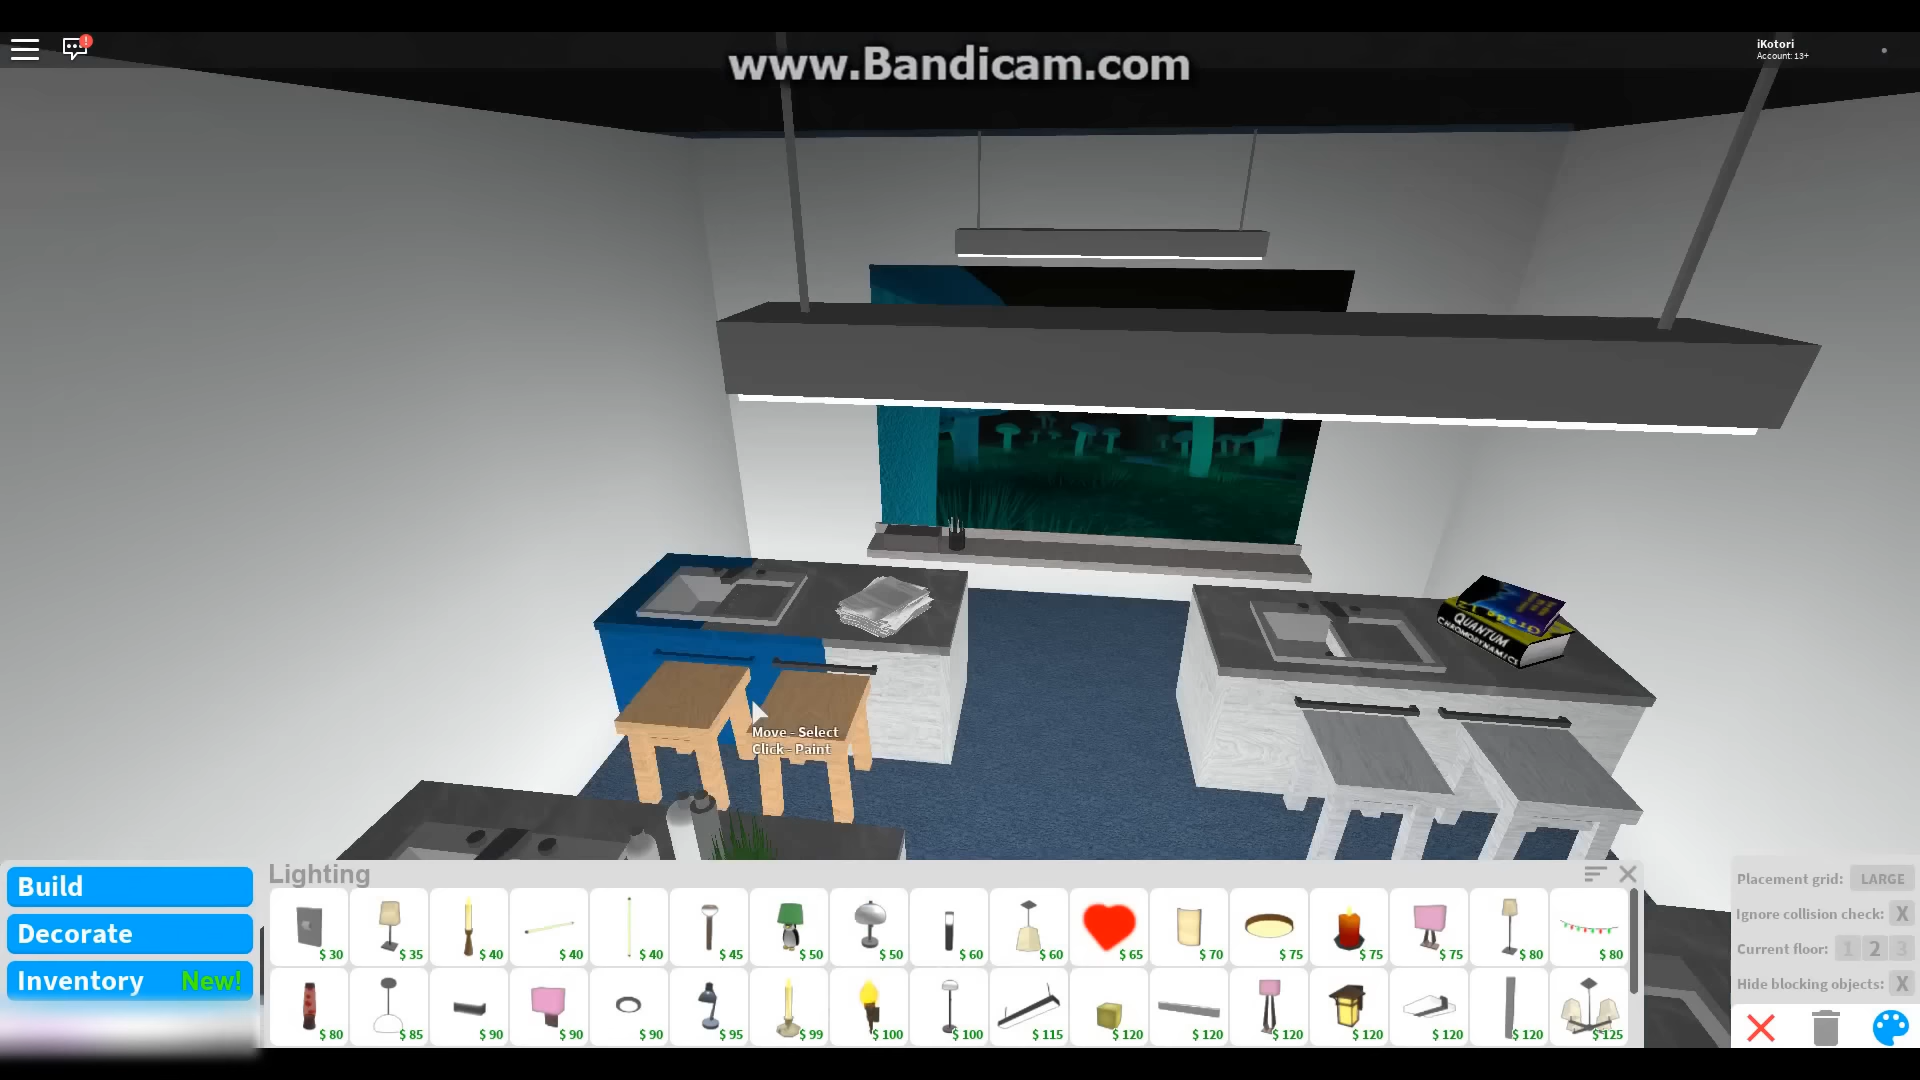 www.Bandicam.com
iKotori
Account: 13+
QUANTUM
CHROMODYNAMICS
Move - Select
Click - Paint
Build
Decorate
Inventory New!
Lighting
$ 30 $ 35 $ 40 $ 40 $ 40 $ 45 $ 50 $ 50 $ 60 $ 60 $ 65 $ 70 $ 75 $ 75 $ 75 $ 80 $ 80
$ 80 $ 85 $ 90 $ 90 $ 90 $ 95 $ 99 $ 100 $ 100 $ 115 $ 120 $ 120 $ 120 $ 120 $ 120 $ 120 $ 125
Placement grid: LARGE
Ignore collision check: X
Current floor: 1 2 3
Hide blocking objects: X